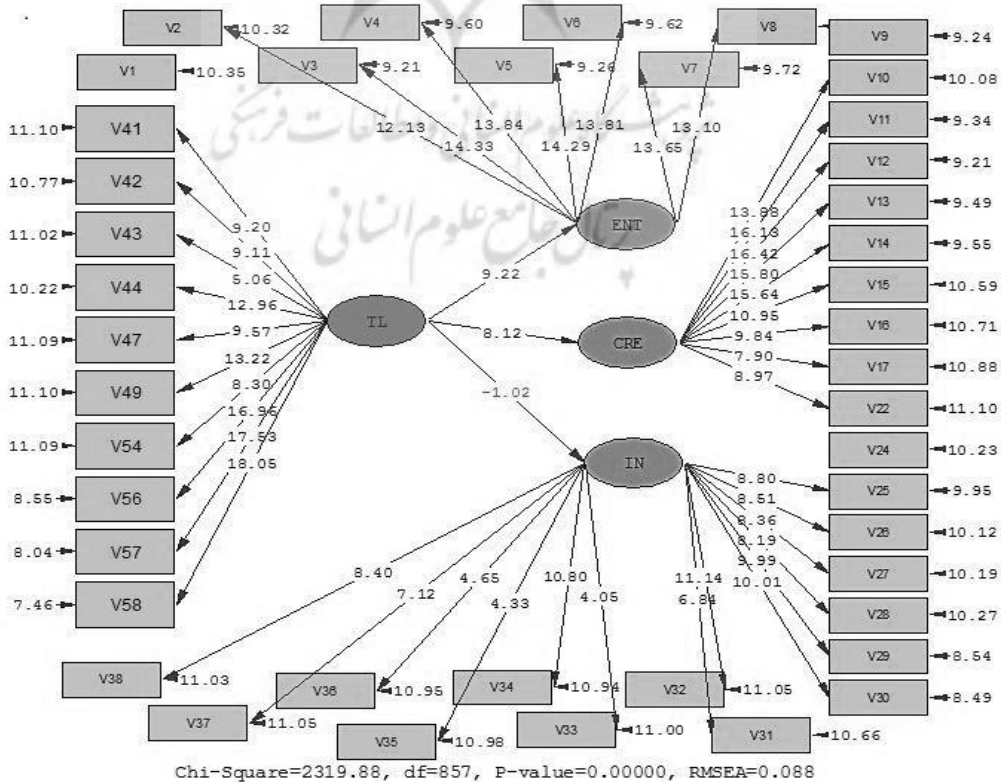 V2 10.32
V4 9.60
V6 9.62
V8
V9 9.24
V1 10.35
V3 9.21
V5 9.26
V7 9.72
V10 10.08
پژوهشگاه علوم انسانی و مطالعات فرهنگی
پرتال جامع علوم انسانی
12.13
14.33
13.84
14.29
13.81
13.65
13.10
11.10 V41
10.77 V42
11.02 V43
10.22 V44
11.09 V47
11.10 V49
11.09 V54
8.55 V56
8.04 V57
7.46 V58
9.20
9.11
5.06
12.96
9.57
13.22
8.30
16.96
17.53
18.05
TL
9.22
8.12
-1.02
ENT
CRE
IN
13.88
16.13
16.42
15.80
15.64
10.95
9.84
7.90
8.97
V11 9.34
V12 9.21
V13 9.49
V14 9.55
V15 10.59
V16 10.71
V17 10.88
V22 11.10
V24 10.23
V25 9.95
V26 10.12
V27 10.19
V28 10.27
V29 8.54
V30 8.49
8.80
8.51
8.36
8.19
9.99
10.01
11.14
6.84
8.40
7.12
4.65
4.33
10.80
4.05
V38 11.03
V36 10.95
V34 10.94
V32 11.05
V37 11.05
V35 10.98
V33 11.00
V31 10.66
Chi-Square=2319.88, df=857, P-value=0.00000, RMSEA=0.088